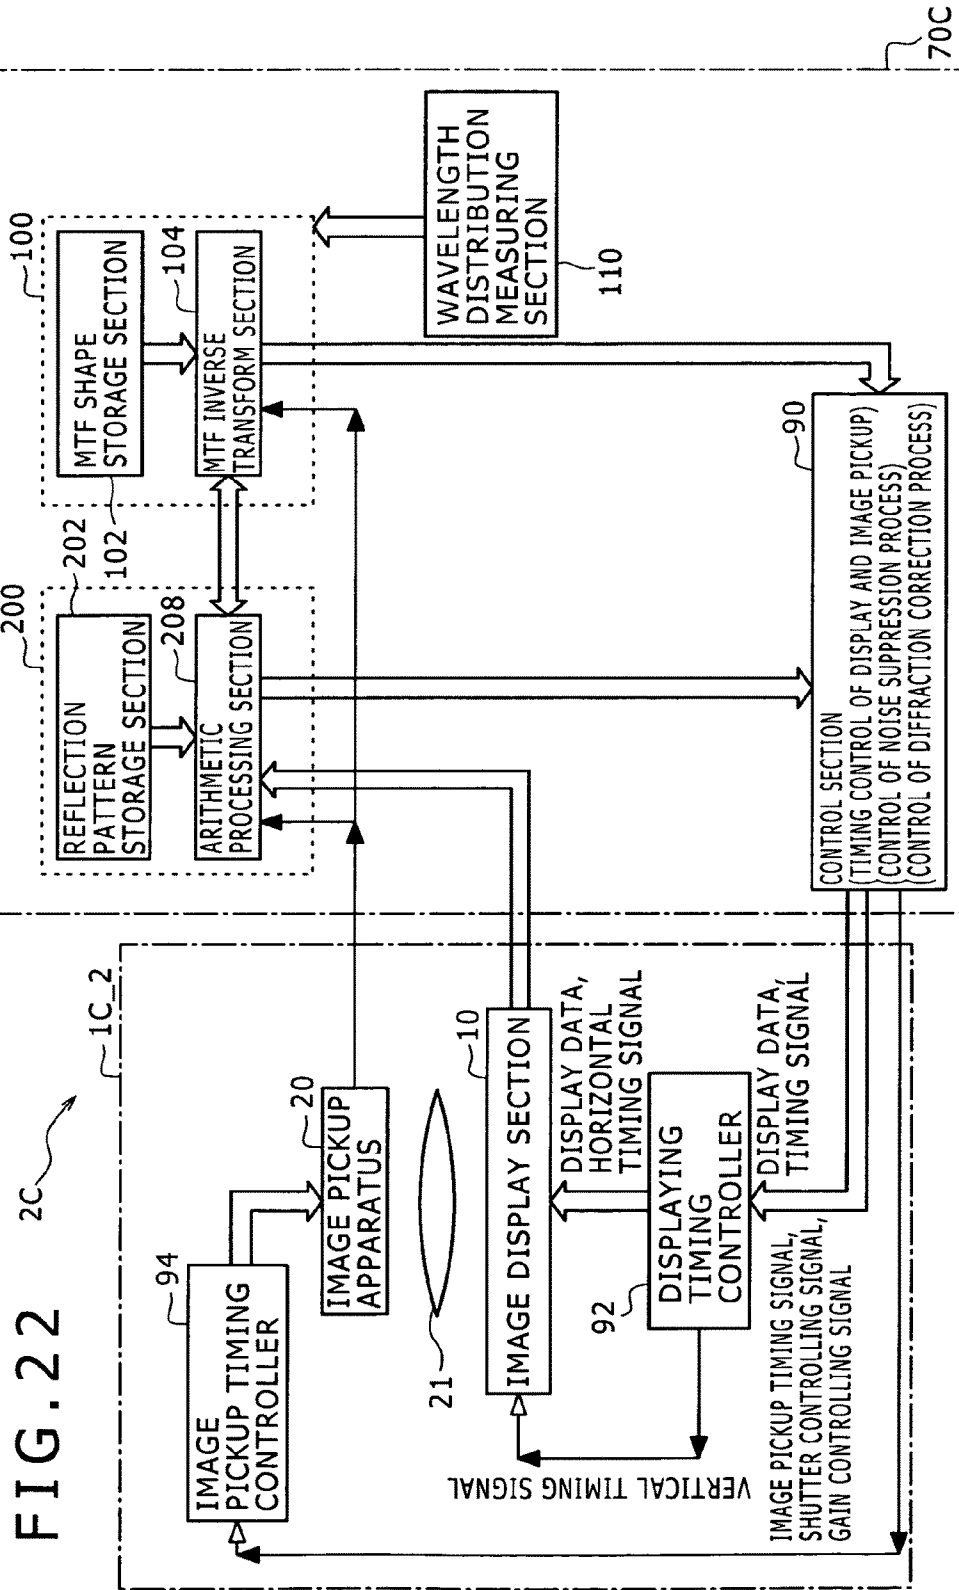 FIG.22
2C
1C_2
94
IMAGE
PICKUP TIMING
CONTROLLER
20
IMAGE PICKUP
APPARATUS
21
10
IMAGE DISPLAY SECTION
DISPLAY DATA,
HORIZONTAL
TIMING SIGNAL
92
DISPLAYING
TIMING
CONTROLLER
DISPLAY DATA,
TIMING SIGNAL
VERTICAL TIMING SIGNAL
IMAGE PICKUP TIMING SIGNAL,
SHUTTER CONTROLLING SIGNAL,
GAIN CONTROLLING SIGNAL
200
REFLECTION
PATTERN
STORAGE SECTION
202
208
ARITHMETIC
PROCESSING SECTION
100
MTF SHAPE
STORAGE SECTION
102
104
MTF INVERSE
TRANSFORM SECTION
WAVELENGTH
DISTRIBUTION
MEASURING
SECTION
110
90
CONTROL SECTION
(TIMING CONTROL OF DISPLAY AND IMAGE PICKUP)
(CONTROL OF NOISE SUPPRESSION PROCESS)
(CONTROL OF DIFFRACTION CORRECTION PROCESS)
70C